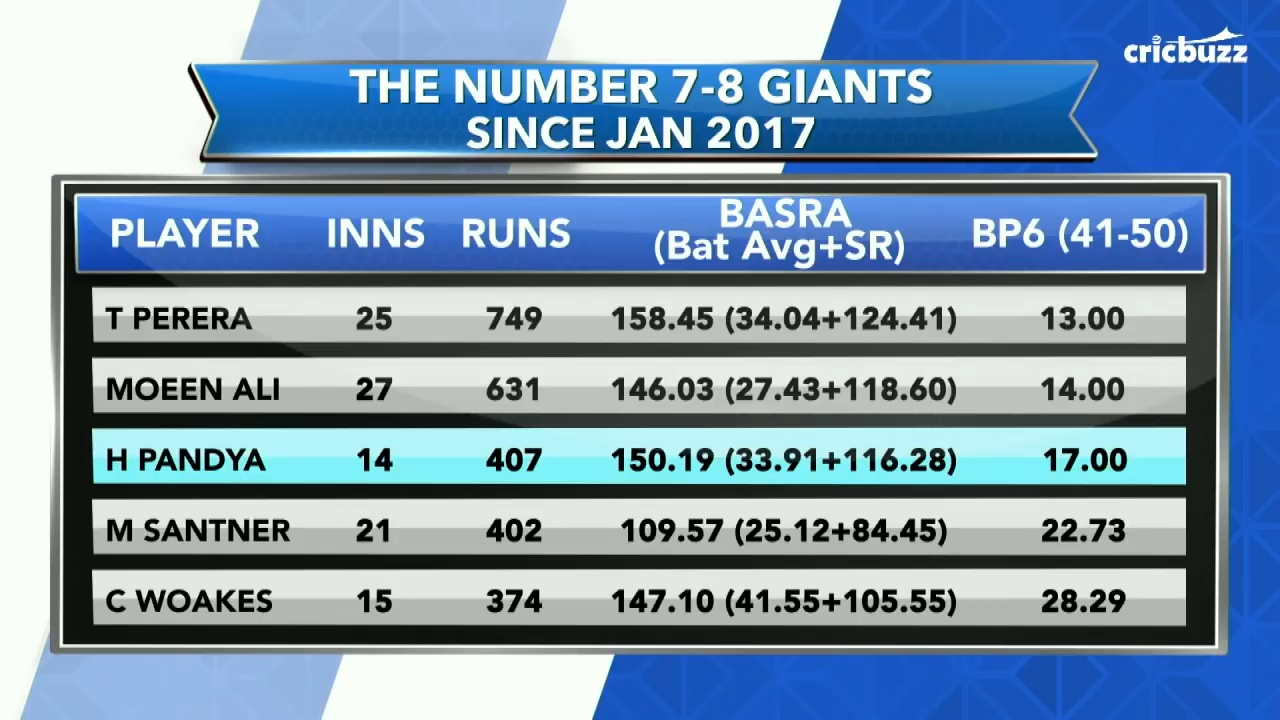 cricbuzz
THE NUMBER 7-8 GIANTS
SINCE JAN 2017
PLAYER INNS RUNS BASRA (Bat Avg+SR) BP6 (41-50)
T PERERA 25 749 158.45 (34.04+124.41) 13.00
MOEEN ALI 27 631 146.03 (27.43+118.60) 14.00
H PANDYA 14 407 150.19 (33.91+116.28) 17.00
M SANTNER 21 402 109.57 (25.12+84.45) 22.73
C WOAKES 15 374 147.10 (41.55+105.55) 28.29